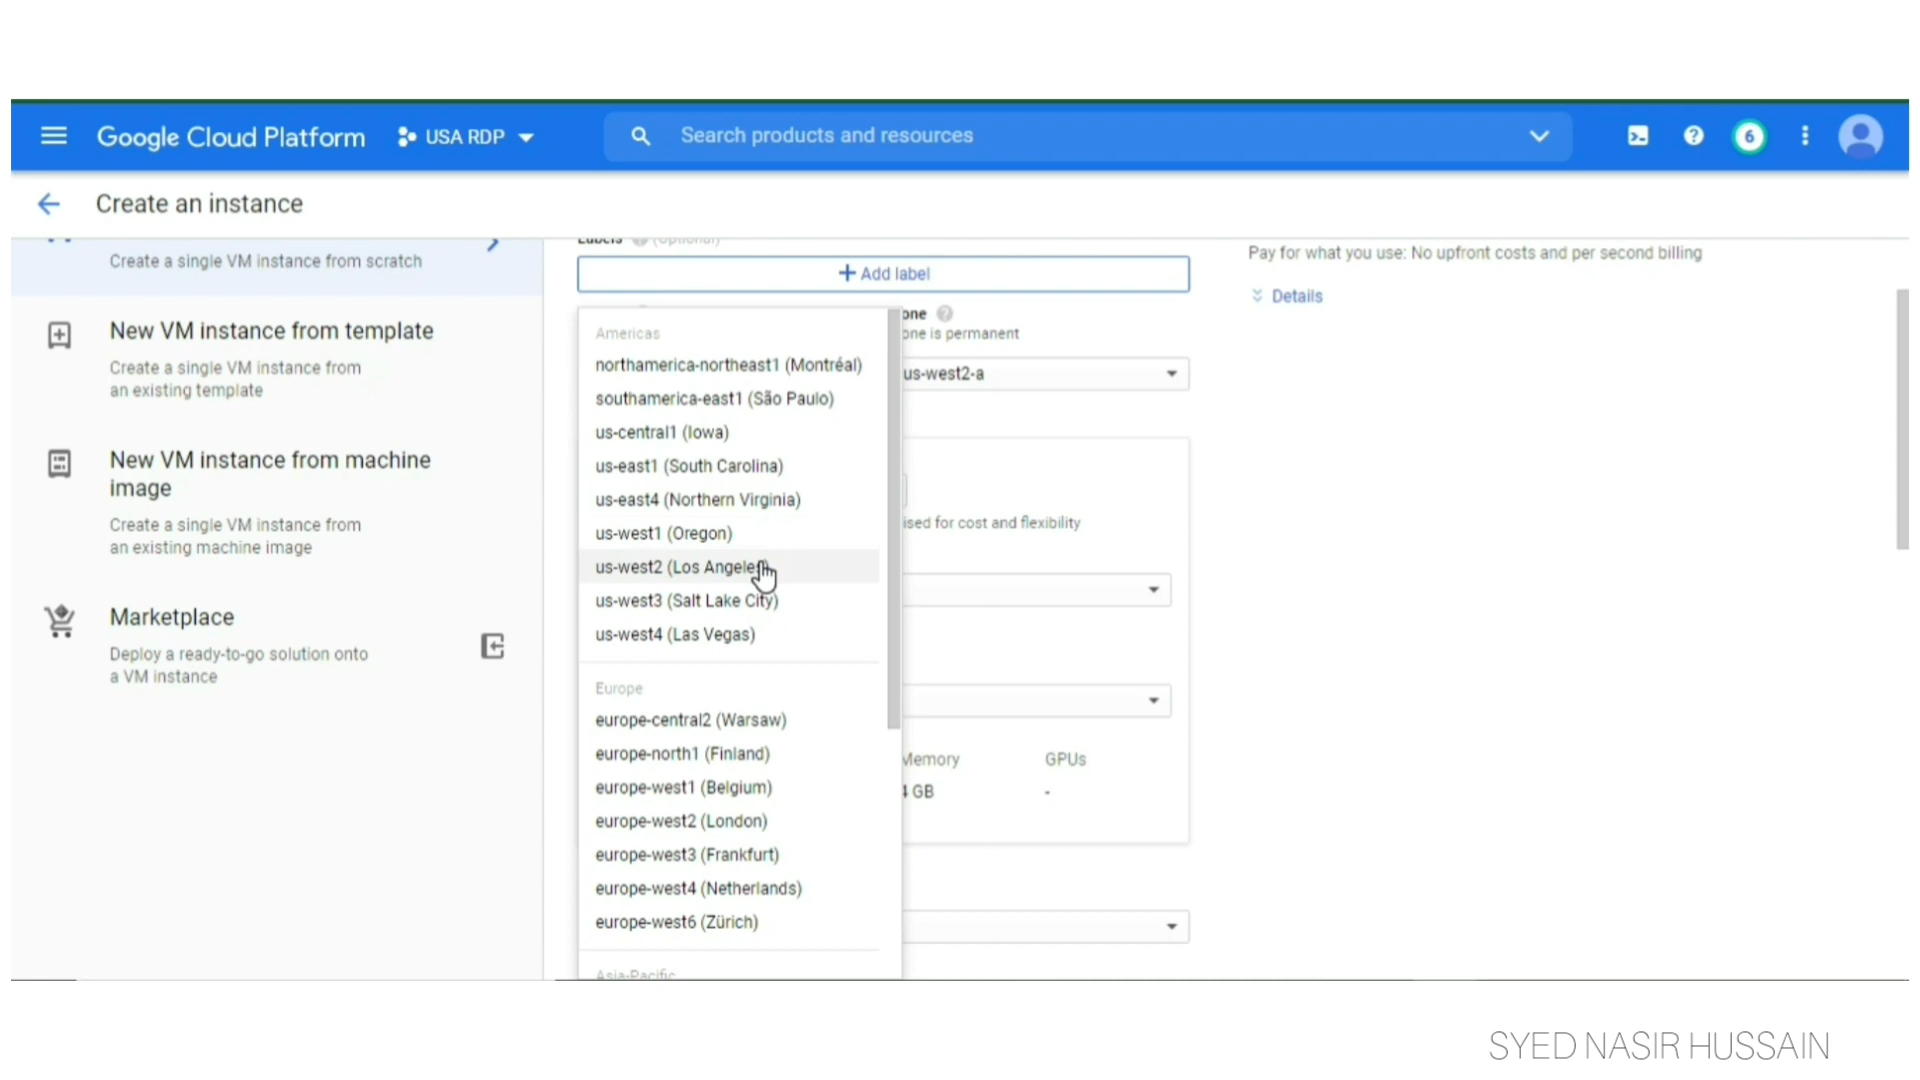 Google Cloud Platform
USA RDP
Search products and resources
6
Create an instance
Create a single VM instance from scratch
New VM instance from template
Create a single VM instance from
an existing template
New VM instance from machine
image
Create a single VM instance from
an existing machine image
Marketplace
Deploy a ready-to-go solution onto
a VM instance
Labels (Optional)
+ Add label
Americas
northamerica-northeast1 (Montréal)
southamerica-east1 (São Paulo)
us-central1 (Iowa)
us-east1 (South Carolina)
us-east4 (Northern Virginia)
us-west1 (Oregon)
us-west2 (Los Angeles)
us-west3 (Salt Lake City)
us-west4 (Las Vegas)
Europe
europe-central2 (Warsaw)
europe-north1 (Finland)
europe-west1 (Belgium)
europe-west2 (London)
europe-west3 (Frankfurt)
europe-west4 (Netherlands)
europe-west6 (Zürich)
Asia-Pacific
one
one is permanent
us-west2-a
ised for cost and flexibility
Memory
GPUs
4 GB
-
Pay for what you use: No upfront costs and per second billing
Details
SYED NASIR HUSSAIN